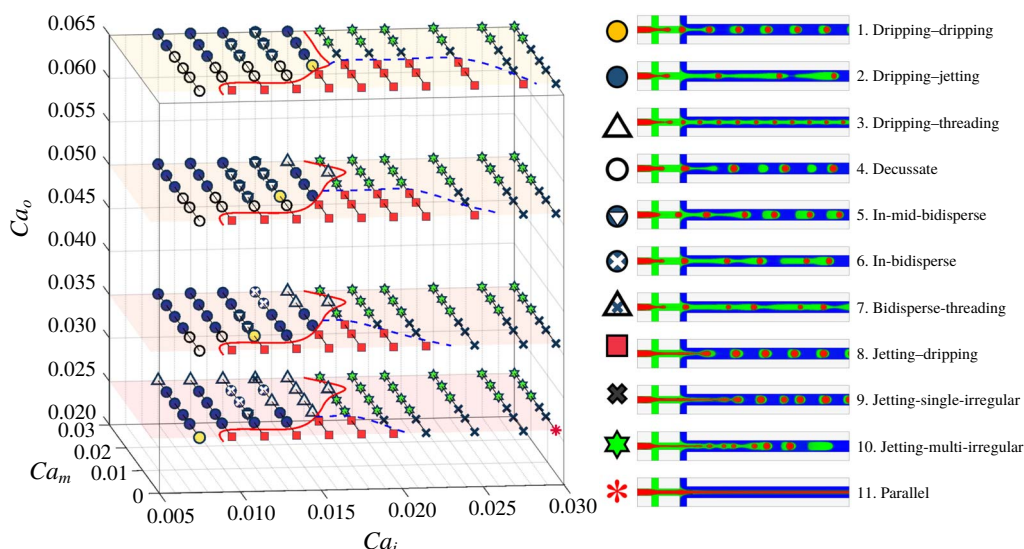 0.065
0.060
0.055
0.050
0.045
0.040
0.035
0.030
0.025
0.020
Ca_o
0.03
0.02
0.01
0
Ca_m
0.005
0.010
0.015
0.020
0.025
0.030
Ca_i
1. Dripping–dripping
2. Dripping–jetting
3. Dripping–threading
4. Decussate
5. In-mid-bidisperse
6. In-bidisperse
7. Bidisperse-threading
8. Jetting–dripping
9. Jetting-single-irregular
10. Jetting-multi-irregular
11. Parallel